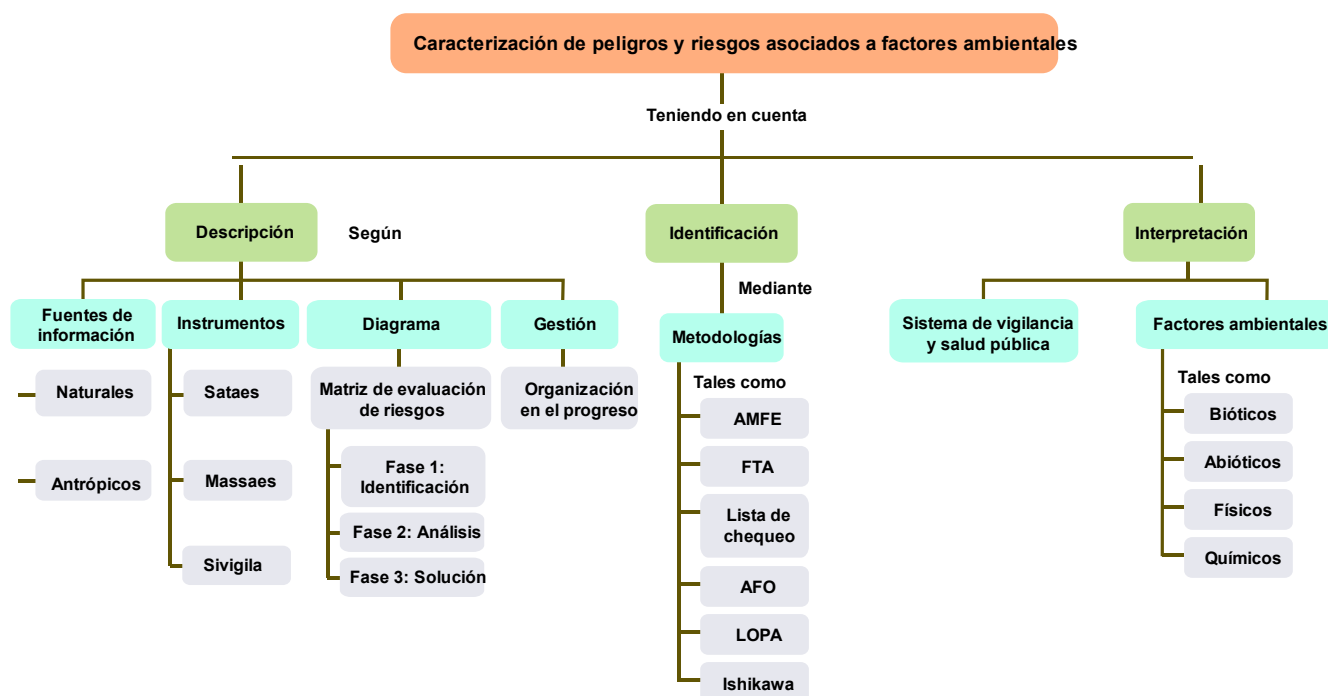 Caracterización de peligros y riesgos asociados a factores ambientales
Teniendo en cuenta
Descripción
Según
Identificación
Interpretación
Mediante
Fuentes de
información
Instrumentos
Diagrama
Gestión
Metodologías
Sistema de vigilancia
y salud pública
Factores ambientales
Naturales
Antrópicos
Sataes
Massaes
Sivigila
Matriz de evaluación
de riesgos
Fase 1:
Identificación
Fase 2: Análisis
Fase 3: Solución
Organización
en el progreso
Tales como
AMFE
FTA
Lista de
chequeo
AFO
LOPA
Ishikawa
Tales como
Bióticos
Abióticos
Físicos
Químicos